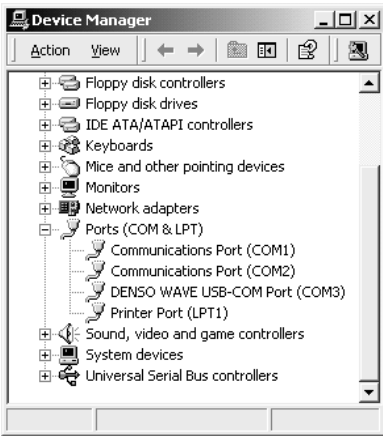 Device Manager
Action View
Floppy disk controllers
Floppy disk drives
IDE ATA/ATAPI controllers
Keyboards
Mice and other pointing devices
Monitors
Network adapters
Ports (COM & LPT)
Communications Port (COM1)
Communications Port (COM2)
DENSO WAVE USB-COM Port (COM3)
Printer Port (LPT1)
Sound, video and game controllers
System devices
Universal Serial Bus controllers